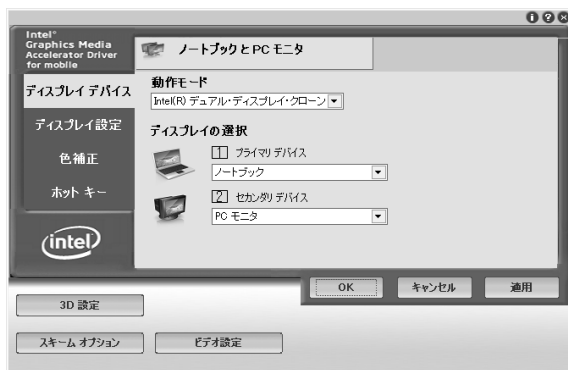 Intel®
Graphics Media
Accelerator Driver
for mobile
ノートブックとPC モニタ
ディスプレイ デバイス
ディスプレイ設定
色補正
ホット キー
intel
動作モード
Intel(R) デュアル・ディスプレイ・クローン
ディスプレイの選択
1 プライマリ デバイス
ノートブック
2 セカンダリ デバイス
PC モニタ
OK
キャンセル
適用
3D 設定
スキーム オプション
ビデオ設定